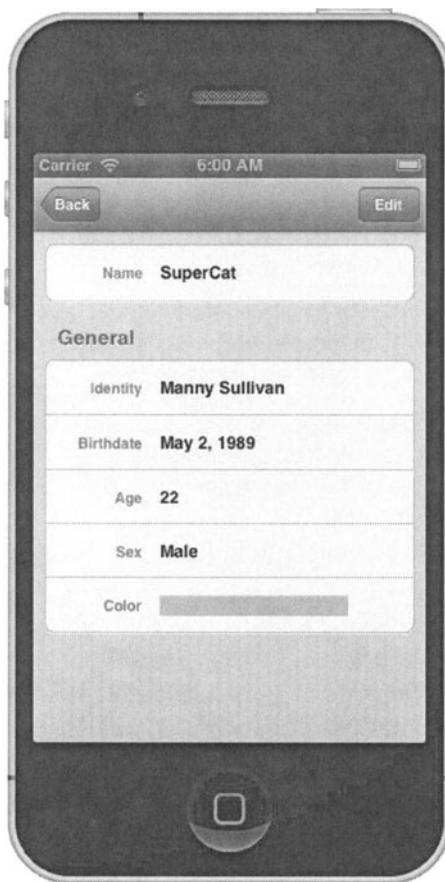 Carrier 6:00 AM
Back Edit
Name SuperCat
General
Identity Manny Sullivan
Birthdate May 2, 1989
Age 22
Sex Male
Color